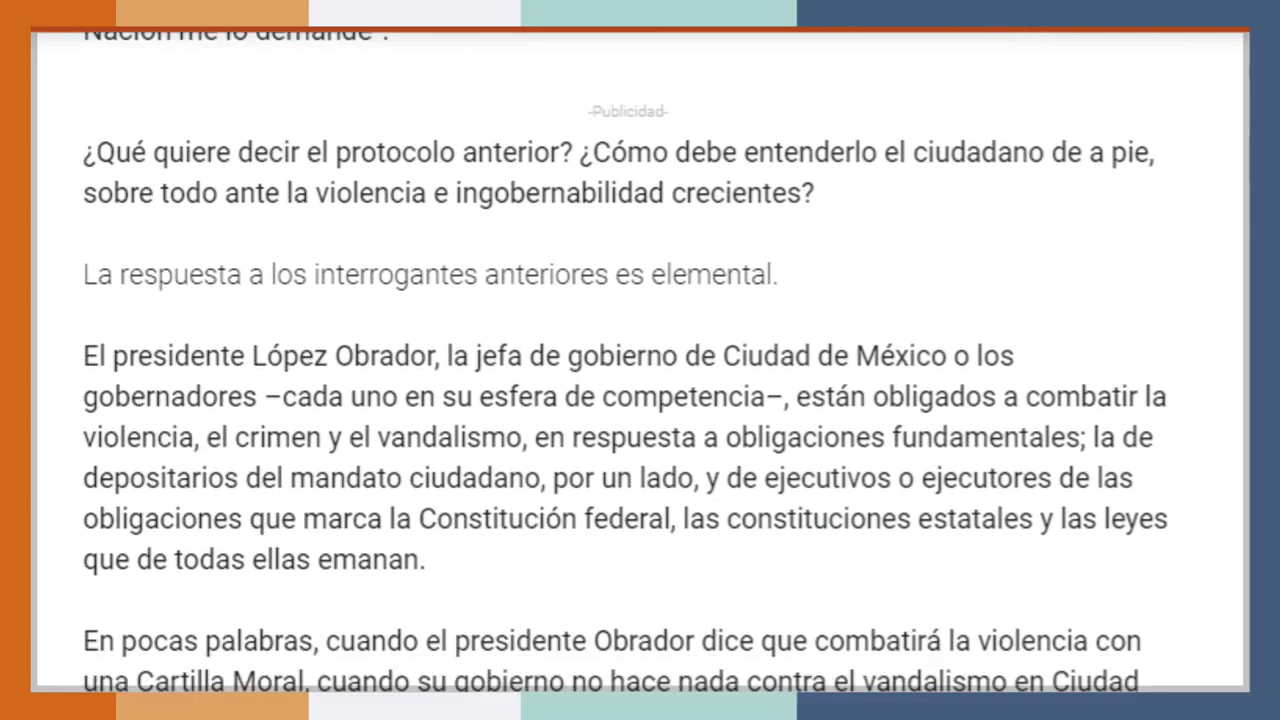 Nación me lo demande".
-Publicidad-
¿Qué quiere decir el protocolo anterior? ¿Cómo debe entenderlo el ciudadano de a pie,
sobre todo ante la violencia e ingobernabilidad crecientes?
La respuesta a los interrogantes anteriores es elemental.
El presidente López Obrador, la jefa de gobierno de Ciudad de México o los
gobernadores –cada uno en su esfera de competencia–, están obligados a combatir la
violencia, el crimen y el vandalismo, en respuesta a obligaciones fundamentales; la de
depositarios del mandato ciudadano, por un lado, y de ejecutivos o ejecutores de las
obligaciones que marca la Constitución federal, las constituciones estatales y las leyes
que de todas ellas emanan.
En pocas palabras, cuando el presidente Obrador dice que combatirá la violencia con
una Cartilla Moral, cuando su gobierno no hace nada contra el vandalismo en Ciudad